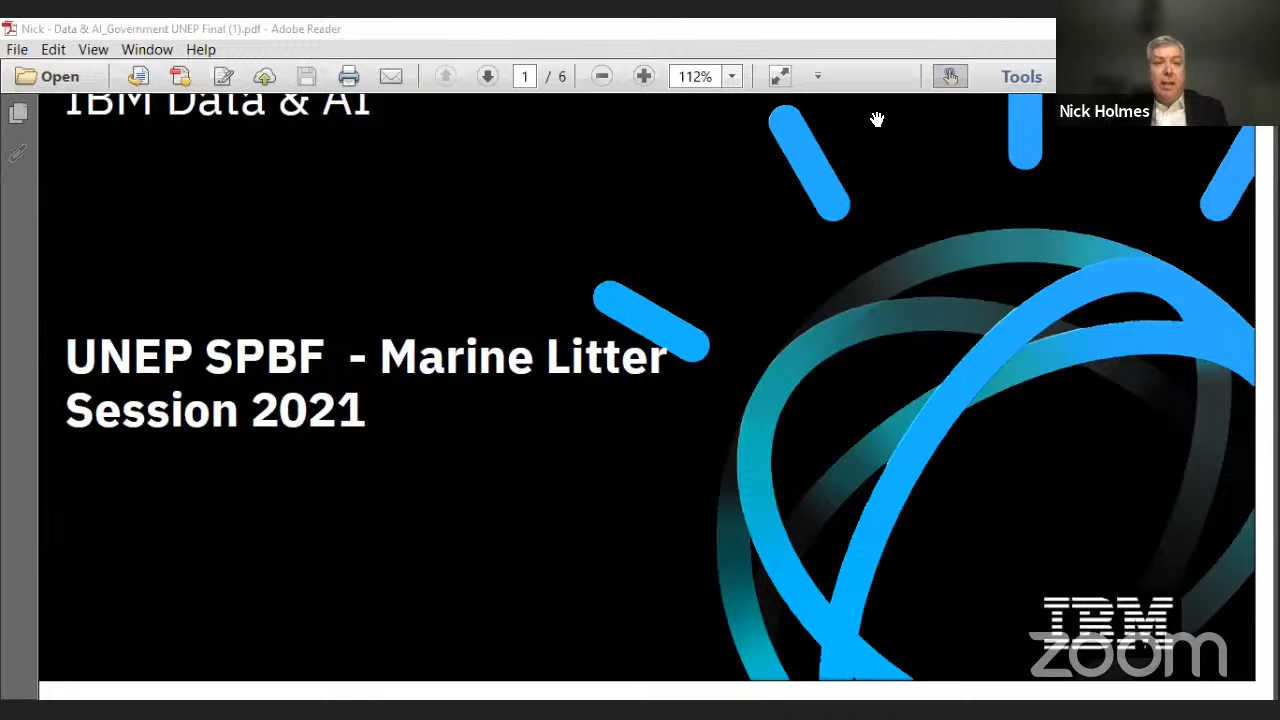 Nick - Data & AI_Government UNEP Final (1).pdf - Adobe Reader
File Edit View Window Help
Open 1 / 6 112% Tools
Nick Holmes
IBM Data & AI
UNEP SPBF - Marine Litter
Session 2021
IBM
zoom